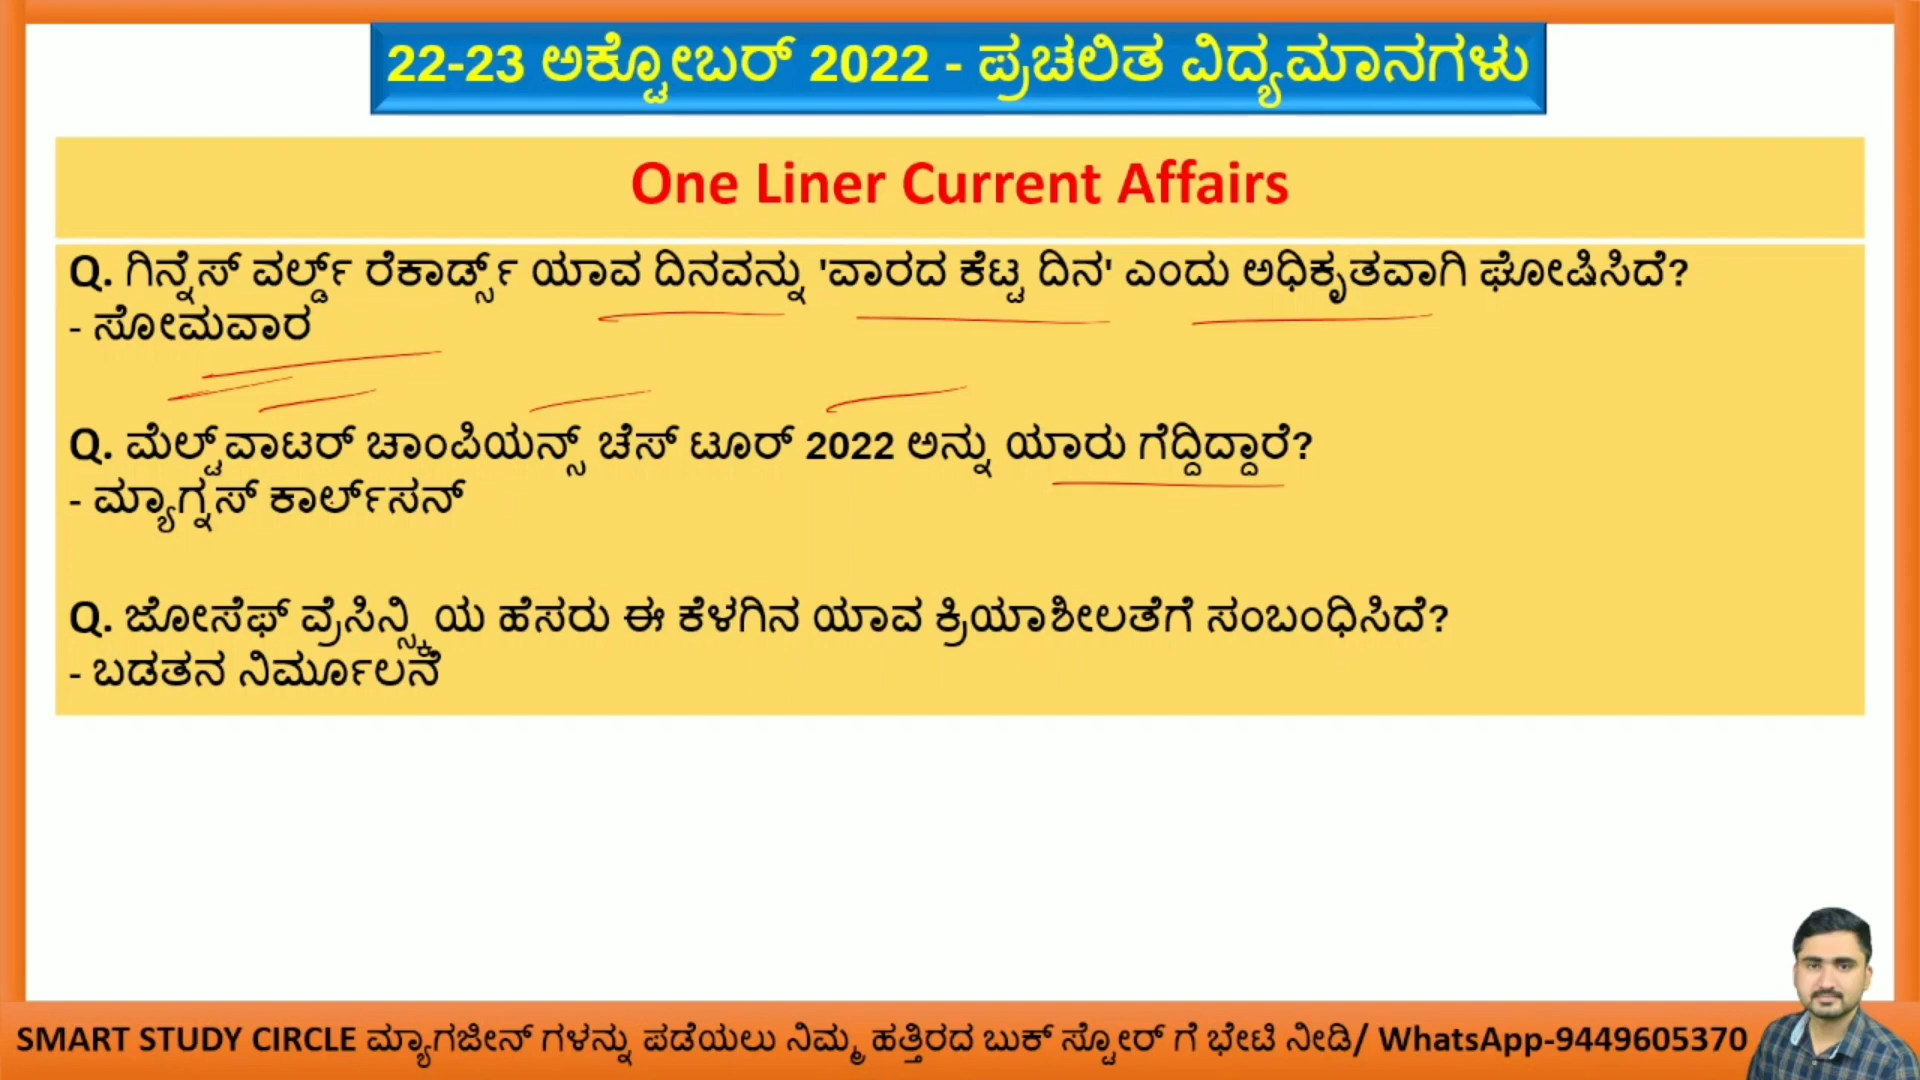 22-23 ಅಕ್ಟೋಬರ್ 2022 - ಪ್ರಚಲಿತ ವಿದ್ಯಮಾನಗಳು
One Liner Current Affairs
Q. ಗಿನ್ನೆಸ್ ವರ್ಲ್ಡ್ ರೆಕಾರ್ಡ್ಸ್ ಯಾವ ದಿನವನ್ನು 'ವಾರದ ಕೆಟ್ಟ ದಿನ' ಎಂದು ಅಧಿಕೃತವಾಗಿ ಘೋಷಿಸಿದೆ?
- ಸೋಮವಾರ
Q. ಮೆಲ್ಟ್‌ವಾಟರ್ ಚಾಂಪಿಯನ್ಸ್ ಚೆಸ್ ಟೂರ್ 2022 ಅನ್ನು ಯಾರು ಗೆದ್ದಿದ್ದಾರೆ?
- ಮ್ಯಾಗ್ನಸ್ ಕಾರ್ಲ್‌ಸನ್
Q. ಜೋಸೆಫ್ ವ್ರೆಸಿನ್ಸ್ಕಿಯ ಹೆಸರು ಈ ಕೆಳಗಿನ ಯಾವ ಕ್ರಿಯಾಶೀಲತೆಗೆ ಸಂಬಂಧಿಸಿದೆ?
- ಬಡತನ ನಿರ್ಮೂಲನೆ
SMART STUDY CIRCLE ಮ್ಯಾಗಜೀನ್ ಗಳನ್ನು ಪಡೆಯಲು ನಿಮ್ಮ ಹತ್ತಿರದ ಬುಕ್ ಸ್ಟೋರ್ ಗೆ ಭೇಟಿ ನೀಡಿ/ WhatsApp-9449605370